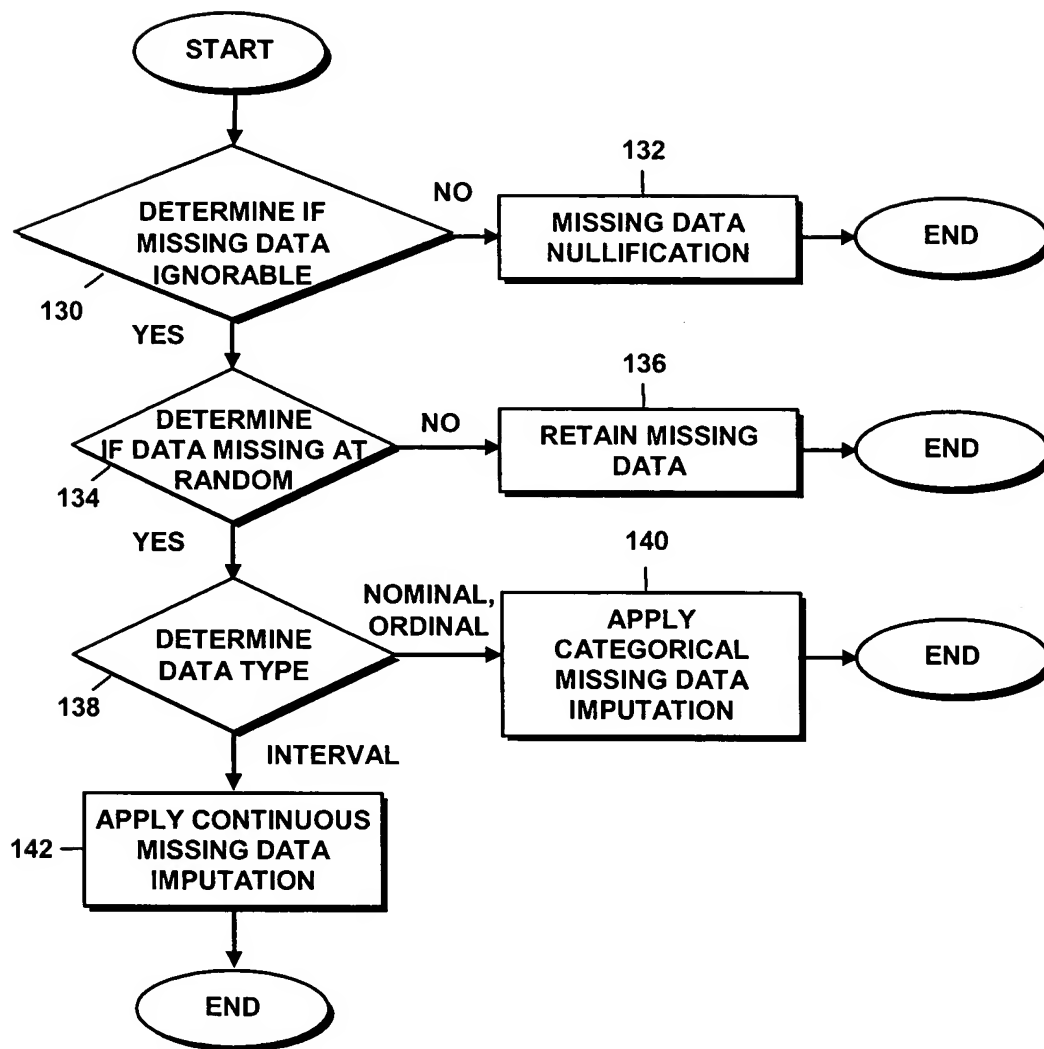 START
132
NO
DETERMINE IF
MISSING DATA
IGNORABLE
MISSING DATA
NULLIFICATION
END
130
YES
136
DETERMINE
IF DATA MISSING AT
RANDOM
NO
RETAIN MISSING
DATA
END
134
YES
140
NOMINAL,
ORDINAL
DETERMINE
DATA TYPE
APPLY
CATEGORICAL
MISSING DATA
IMPUTATION
END
138
INTERVAL
142
APPLY CONTINUOUS
MISSING DATA
IMPUTATION
END